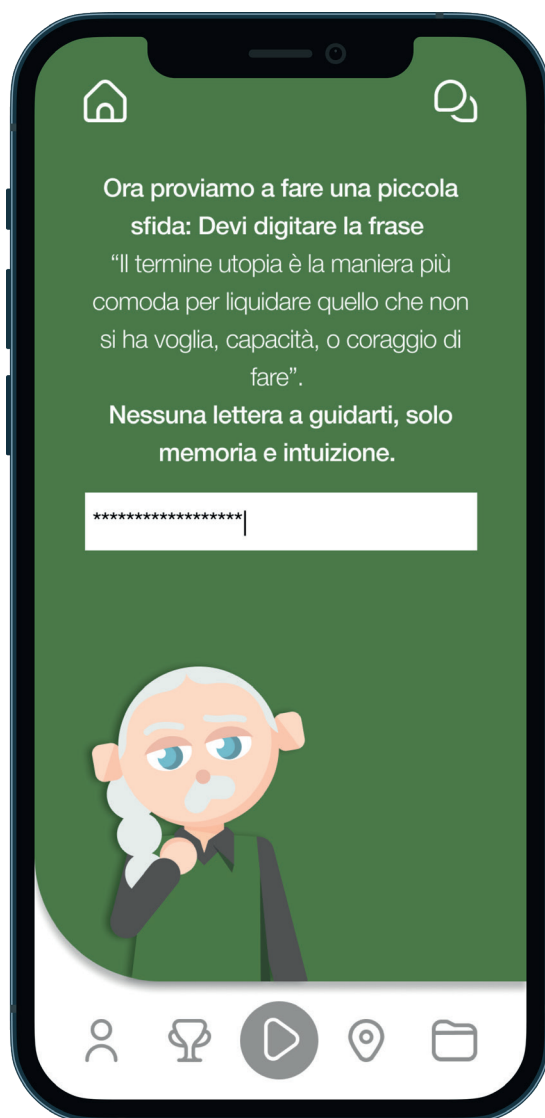 Ora proviamo a fare una piccola
sfida: Devi digitare la frase
“Il termine utopia è la maniera più
comoda per liquidare quello che non
si ha voglia, capacità, o coraggio di
fare”.
Nessuna lettera a guidarti, solo
memoria e intuizione.
******************|